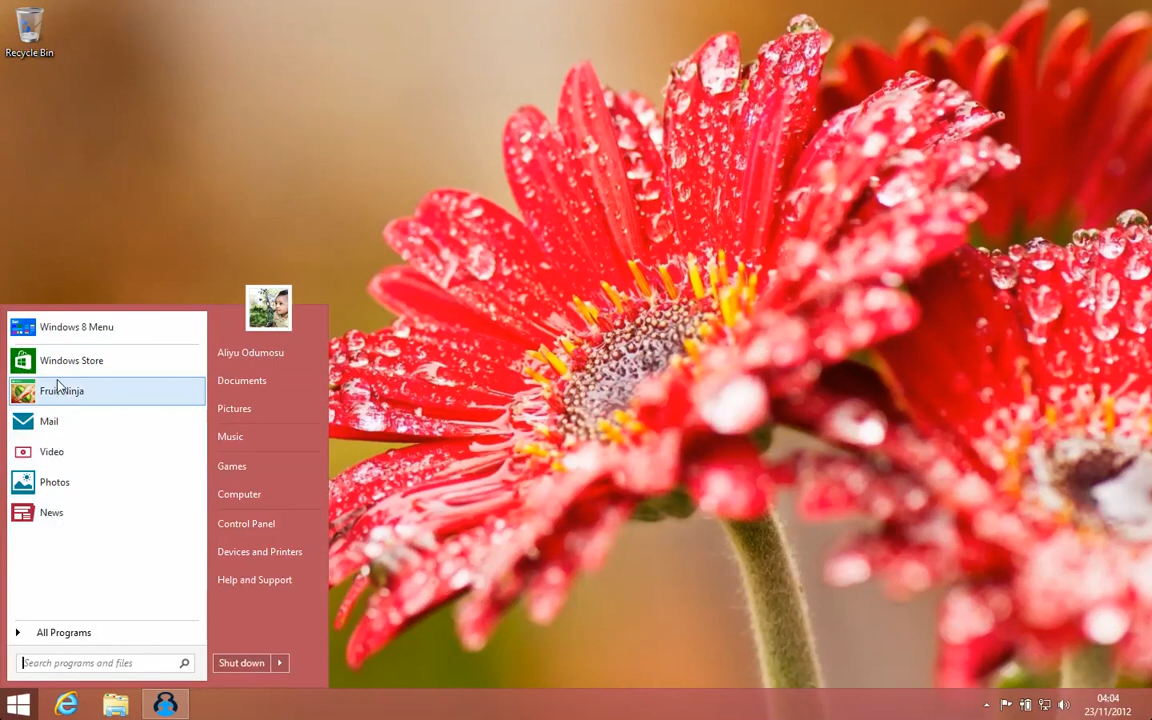 Recycle Bin
Windows 8 Menu
Windows Store
Fruit Ninja
Mail
Video
Photos
News
All Programs
Search programs and files
Aliyu Odumosu
Documents
Pictures
Music
Games
Computer
Control Panel
Devices and Printers
Help and Support
Shut down
04:04
23/11/2012